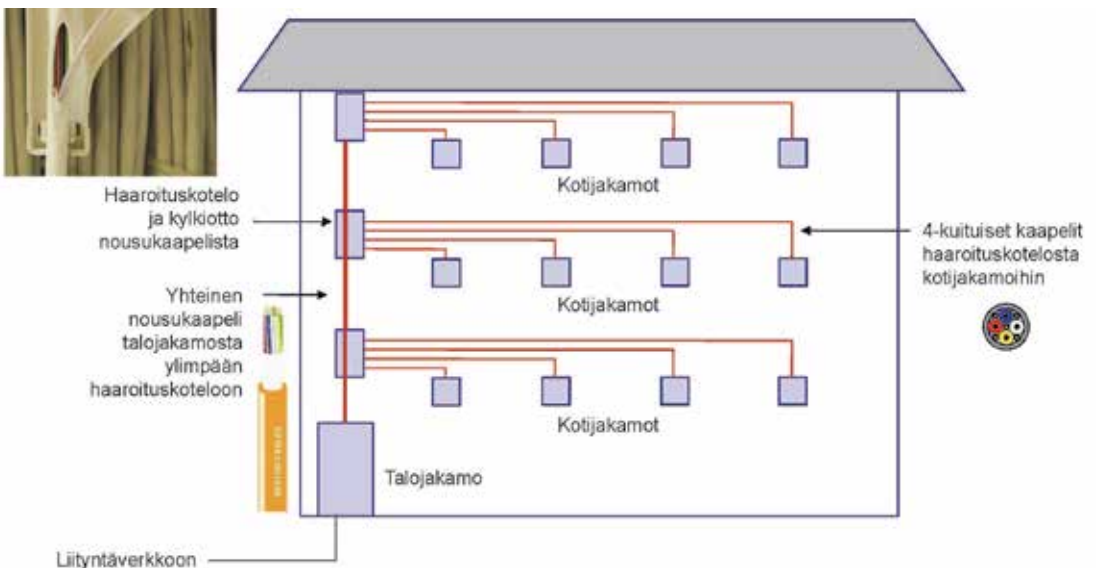 Kotijakamot
Haaroituskotelo
ja kylkiotto
nousukaapelista
4-kuituiset kaapelit
haaroituskotelosta
kotijakamoihin
Kotijakamot
Yhteinen
nousukaapeli
talojakamosta
ylimpään
haaroituskoteloon
Kotijakamot
Talojakamo
Liityntäverkkoon